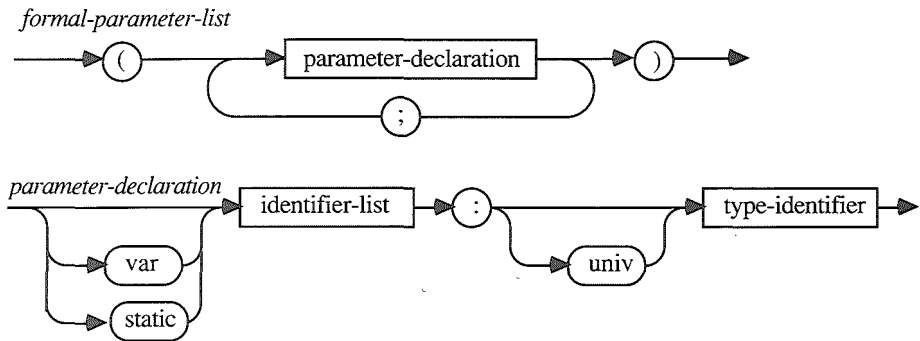 formal-parameter-list
( parameter-declaration )
;
parameter-declaration
identifier-list : type-identifier
var univ
static